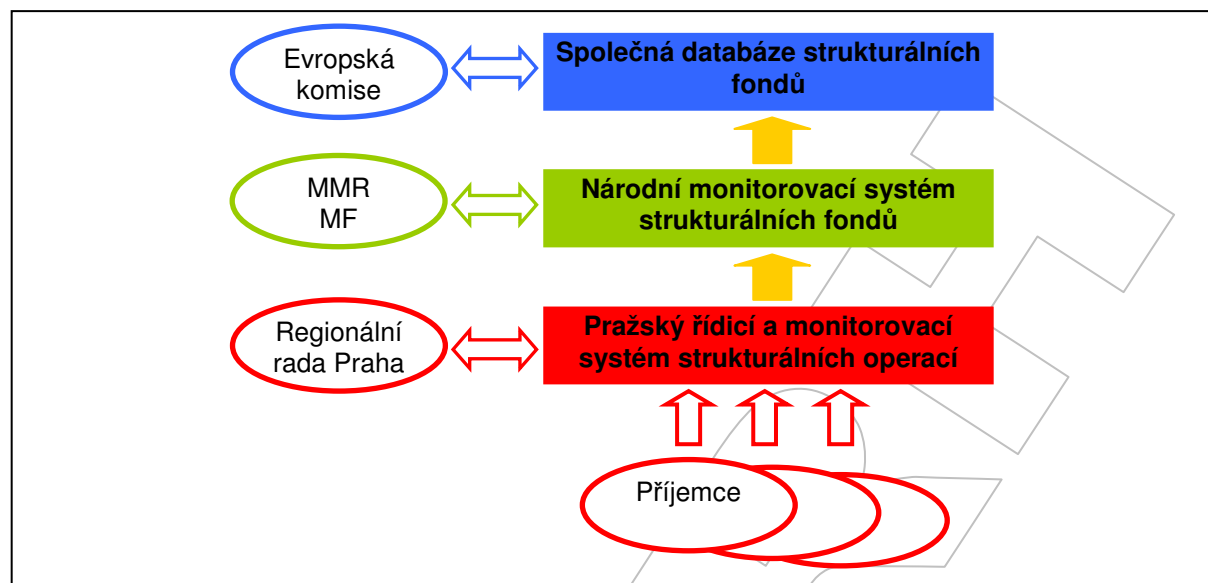 Evropská
komise
Společná databáze strukturálních
fondů
MMR
MF
Národní monitorovací systém
strukturálních fondů
Regionální
rada Praha
Pražský řídicí a monitorovací
systém strukturálních operací
Příjemce